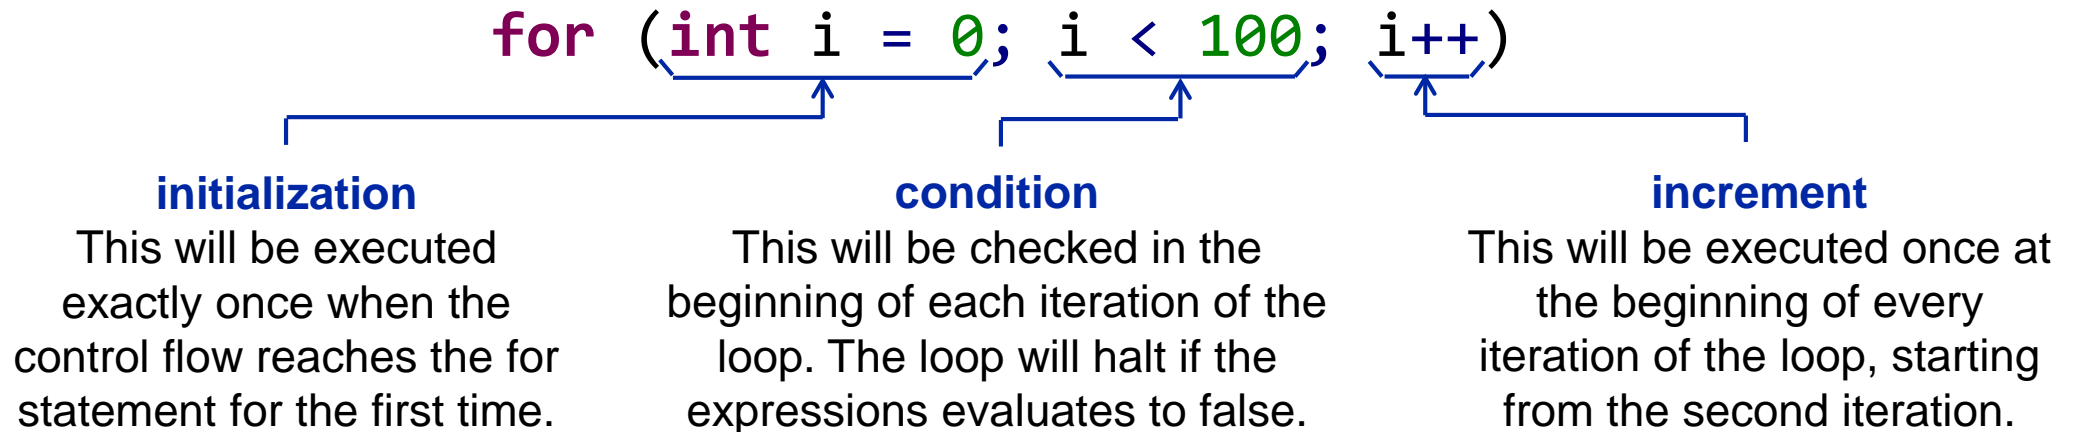 for (int i = 0; i < 100; i++)
initialization
This will be executed
exactly once when the
control flow reaches the for
statement for the first time.
condition
This will be checked in the
beginning of each iteration of the
loop. The loop will halt if the
expressions evaluates to false.
increment
This will be executed once at
the beginning of every
iteration of the loop, starting
from the second iteration.